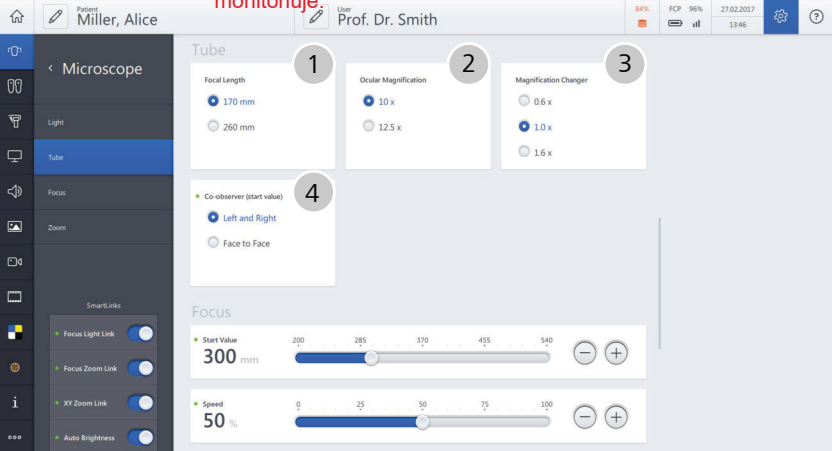 monitoruje.
Patient
Miller, Alice
User
Prof. Dr. Smith
84%
FCP 96%
27.02.2017
13:46
?
Microscope
Light
Tube
Focus
Zoom
SmartLinks
Focus Light Link
Focus Zoom Link
XY Zoom Link
Auto Brightness
i
Tube
Focal Length
1
170 mm
260 mm
Ocular Magnification
2
10 x
12.5 x
Magnification Changer
3
0.6 x
1.0 x
1.6 x
Co-observer (start value)
4
Left and Right
Face to Face
Focus
Start Value
300 mm
200 285 370 455 540
Speed
50 %
0 25 50 75 100